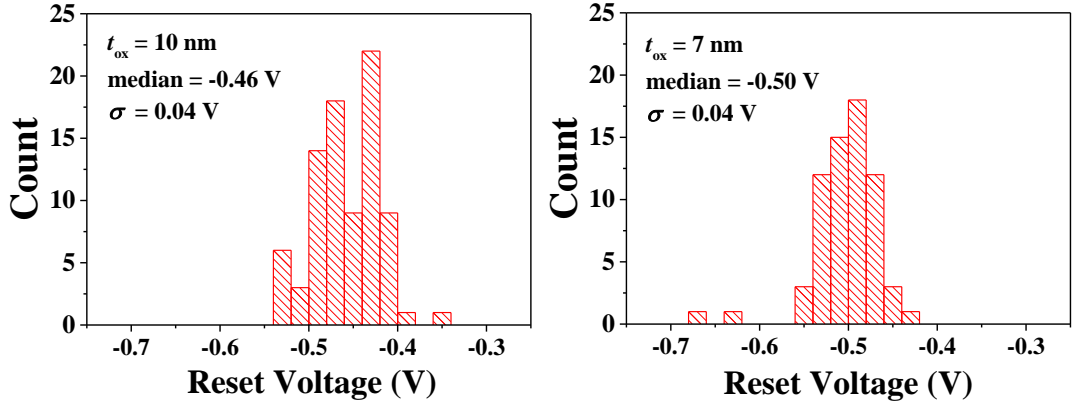 25
20
15
10
5
0
Count
t_ox = 10 nm
median = -0.46 V
σ = 0.04 V
-0.7 -0.6 -0.5 -0.4 -0.3
Reset Voltage (V)
25
20
15
10
5
0
Count
t_ox = 7 nm
median = -0.50 V
σ = 0.04 V
-0.7 -0.6 -0.5 -0.4 -0.3
Reset Voltage (V)